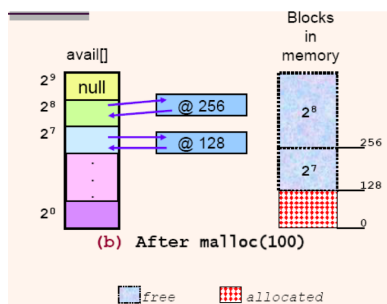 Blocks
in
memory
avail[]
2⁹ null
2⁸ @ 256
2⁷ @ 128
.
.
.
2⁰
2⁸
256
2⁷
128
0
(b) After malloc(100)
free allocated